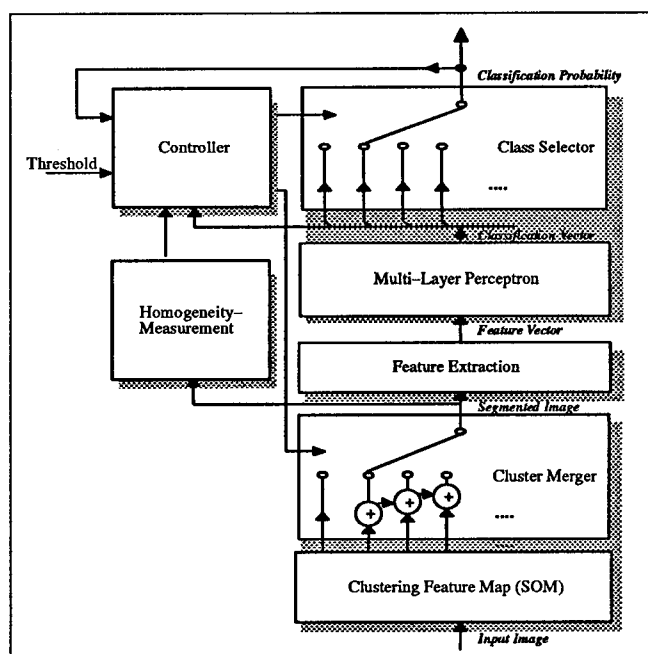 Classification Probability
Controller
Class Selector
Threshold
....
Classification Vector
Multi–Layer Perceptron
Homogeneity–
Measurement
Feature Vector
Feature Extraction
Segmented Image
Cluster Merger
+
+
+
....
Clustering Feature Map (SOM)
Input Image